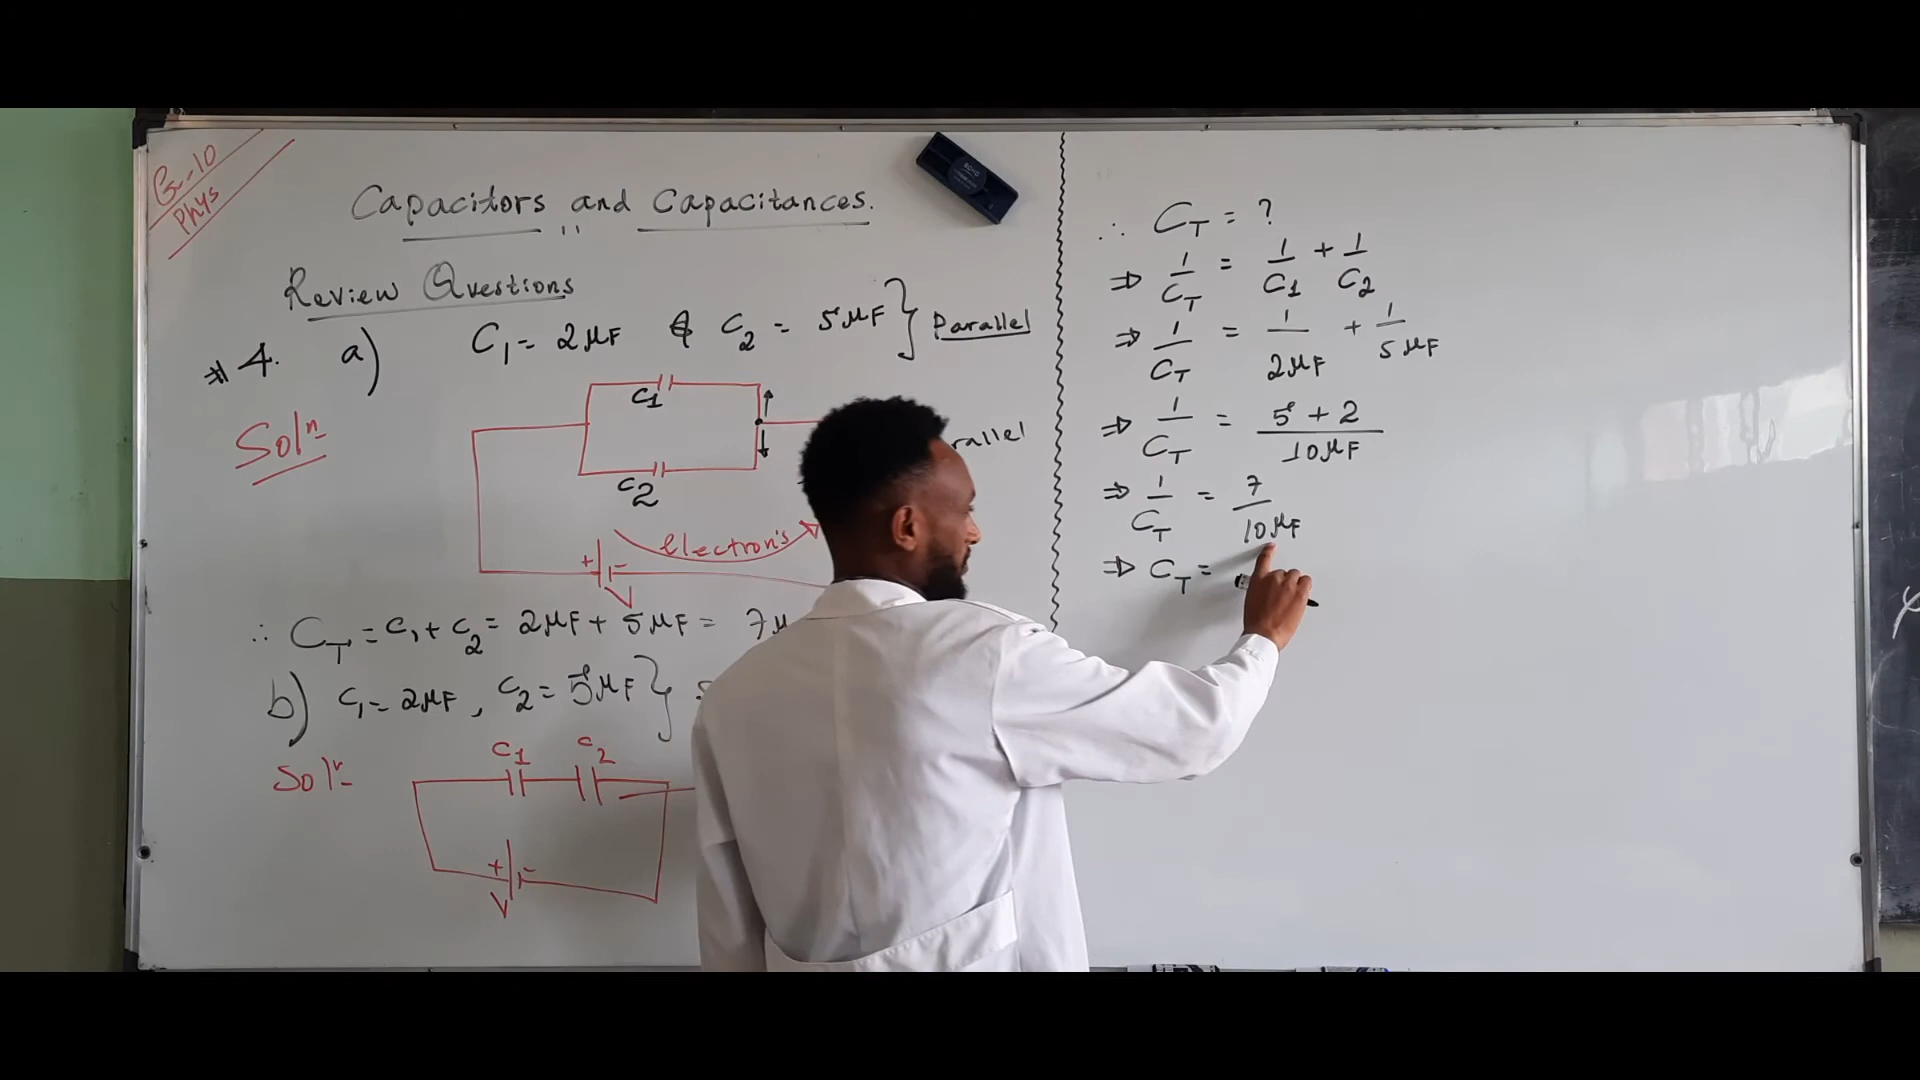 G-10
Phys
Capacitors and Capacitances.
Review Questions
4. a) C₁ = 2μF & C₂ = 5μF } Parallel
Solⁿ
C1
C2
rallel
electrons
+ -
V
∴ C_T = C₁ + C₂ = 2μF + 5μF = 7μ
b) C₁ = 2μF, C₂ = 5μF }
Solⁿ
C1 C2
+ -
V
∴ C_T = ?
⇒ 1/C_T = 1/C1 + 1/C2
⇒ 1/C_T = 1/2μF + 1/5μF
⇒ 1/C_T = (5 + 2)/10μF
⇒ 1/C_T = 7/10μF
⇒ C_T =